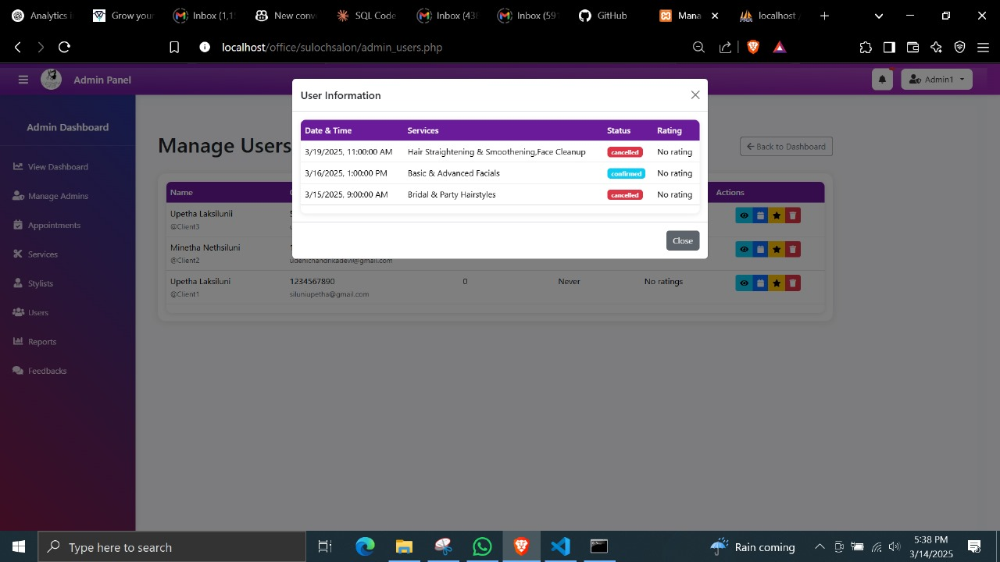 Analytics i
Grow your
Inbox (1,1
New conv
SQL Code
Inbox (43
Inbox (591
GitHub
Mana
localhost /
localhost/office/sulochsalon/admin_users.php
Admin Panel
Admin1
User Information
Date & Time Services Status Rating
3/19/2025, 11:00:00 AM Hair Straightening & Smoothening,Face Cleanup cancelled No rating
3/16/2025, 1:00:00 PM Basic & Advanced Facials confirmed No rating
3/15/2025, 9:00:00 AM Bridal & Party Hairstyles cancelled No rating
Close
Admin Dashboard
View Dashboard
Manage Admins
Appointments
Services
Stylists
Users
Reports
Feedbacks
Manage Users
Back to Dashboard
Name Actions
Upetha Laksilunii
@Client3
Minetha Nethsiluni
@Client2 udenichandrikadevi@gmail.com
Upetha Laksiluni 1234567890 0 Never No ratings
@Client1 siluniupetha@gmail.com
Type here to search
Rain coming
5:38 PM
3/14/2025